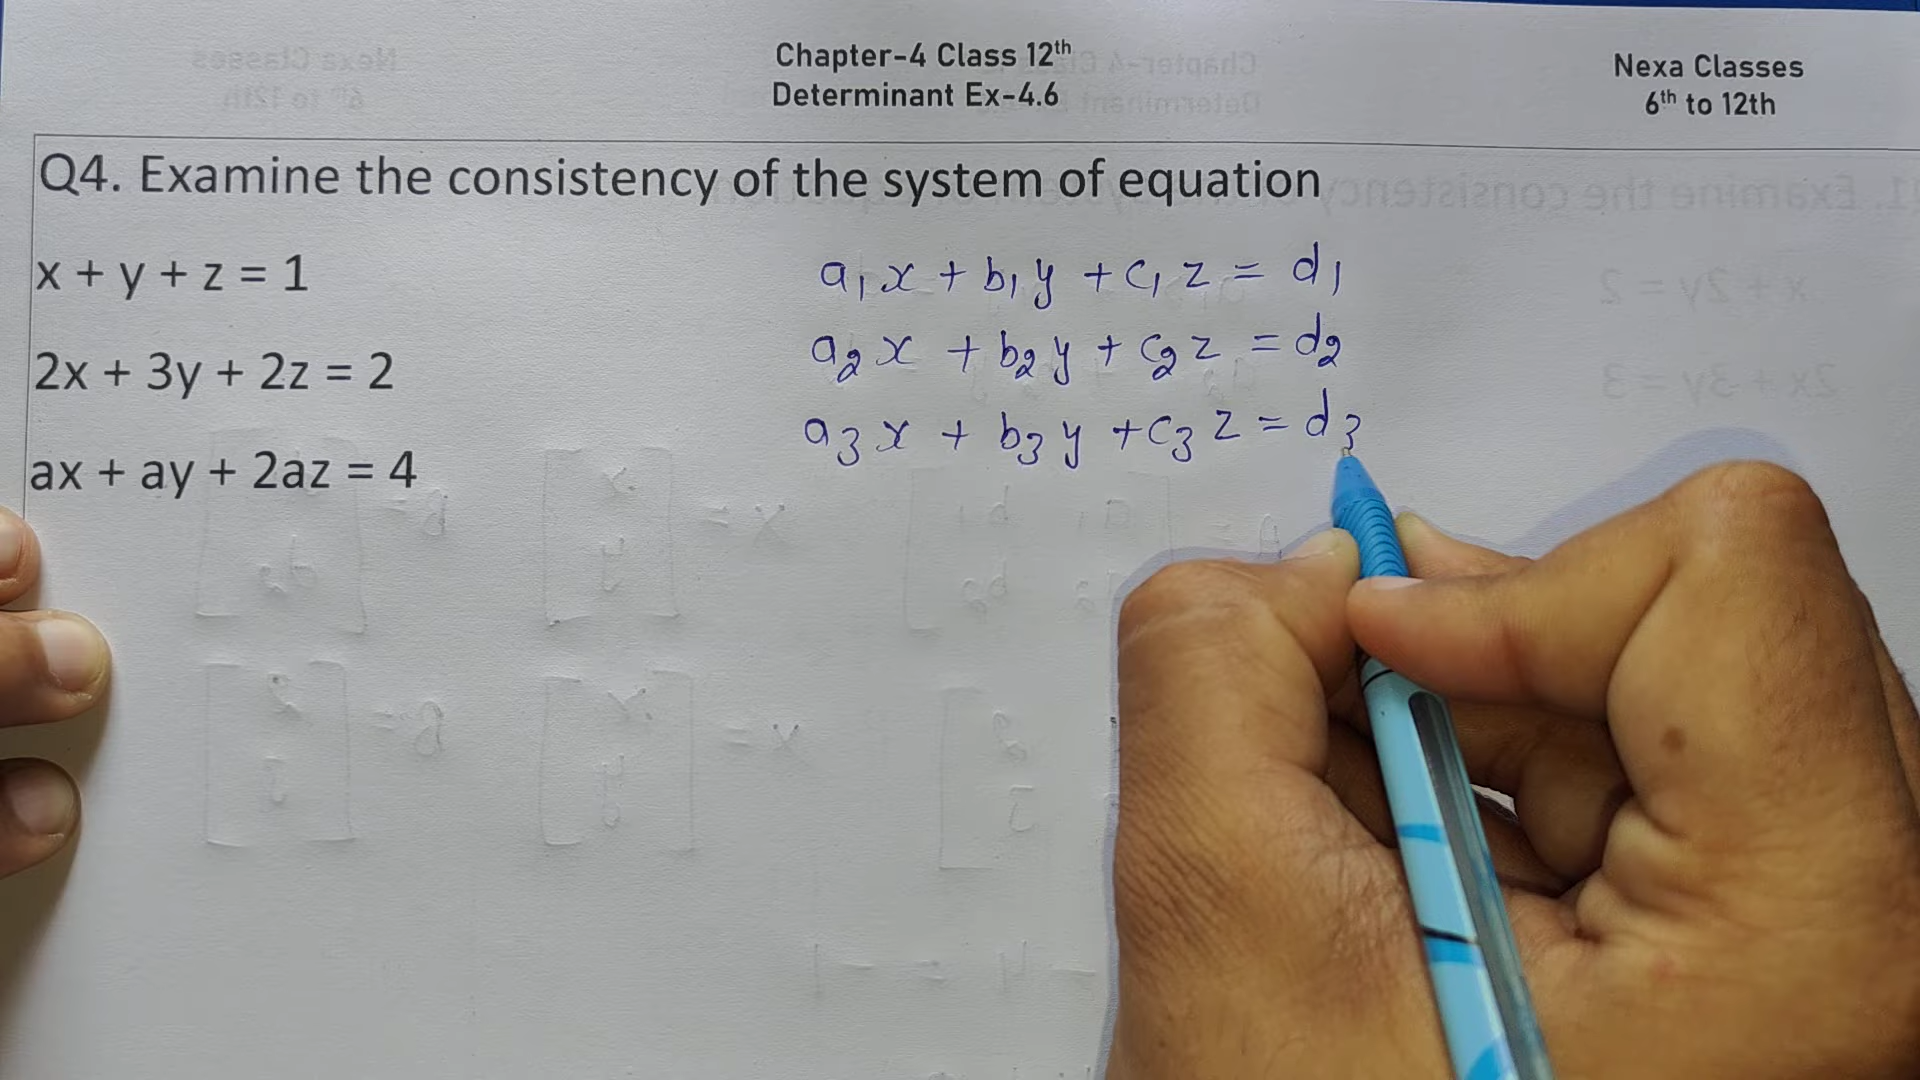 Chapter-4 Class 12th
Determinant Ex-4.6
Nexa Classes
6th to 12th
Q4. Examine the consistency of the system of equation
x + y + z = 1
2x + 3y + 2z = 2
ax + ay + 2az = 4
a1x + b1y + c1z = d1
a2x + b2y + c2z = d2
a3x + b3y + c3z = d3